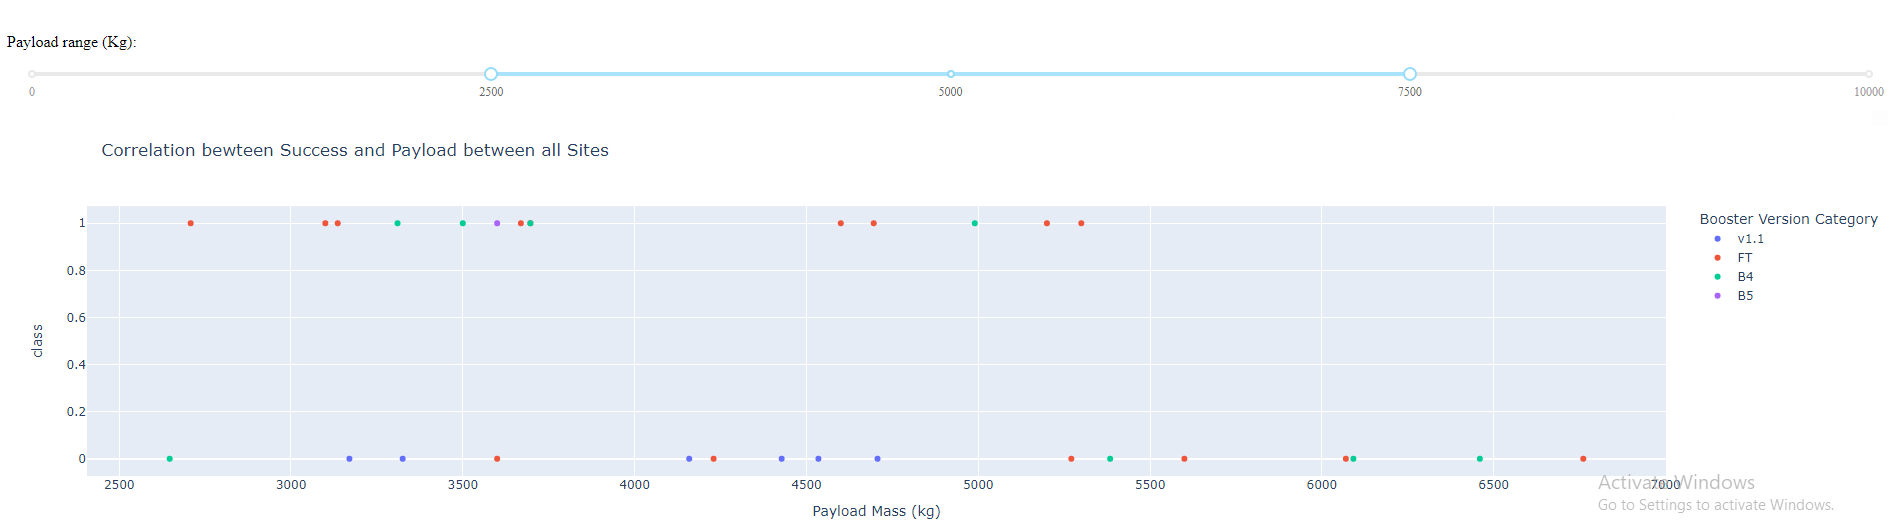 Payload range (Kg):
0 2500 5000 7500 10000
Correlation bewteen Success and Payload between all Sites
Booster Version Category
v1.1
FT
B4
B5
class
1
0.8
0.6
0.4
0.2
0
2500 3000 3500 4000 4500 5000 5500 6000 6500 7000
Payload Mass (kg)
Activate Windows
Go to Settings to activate Windows.